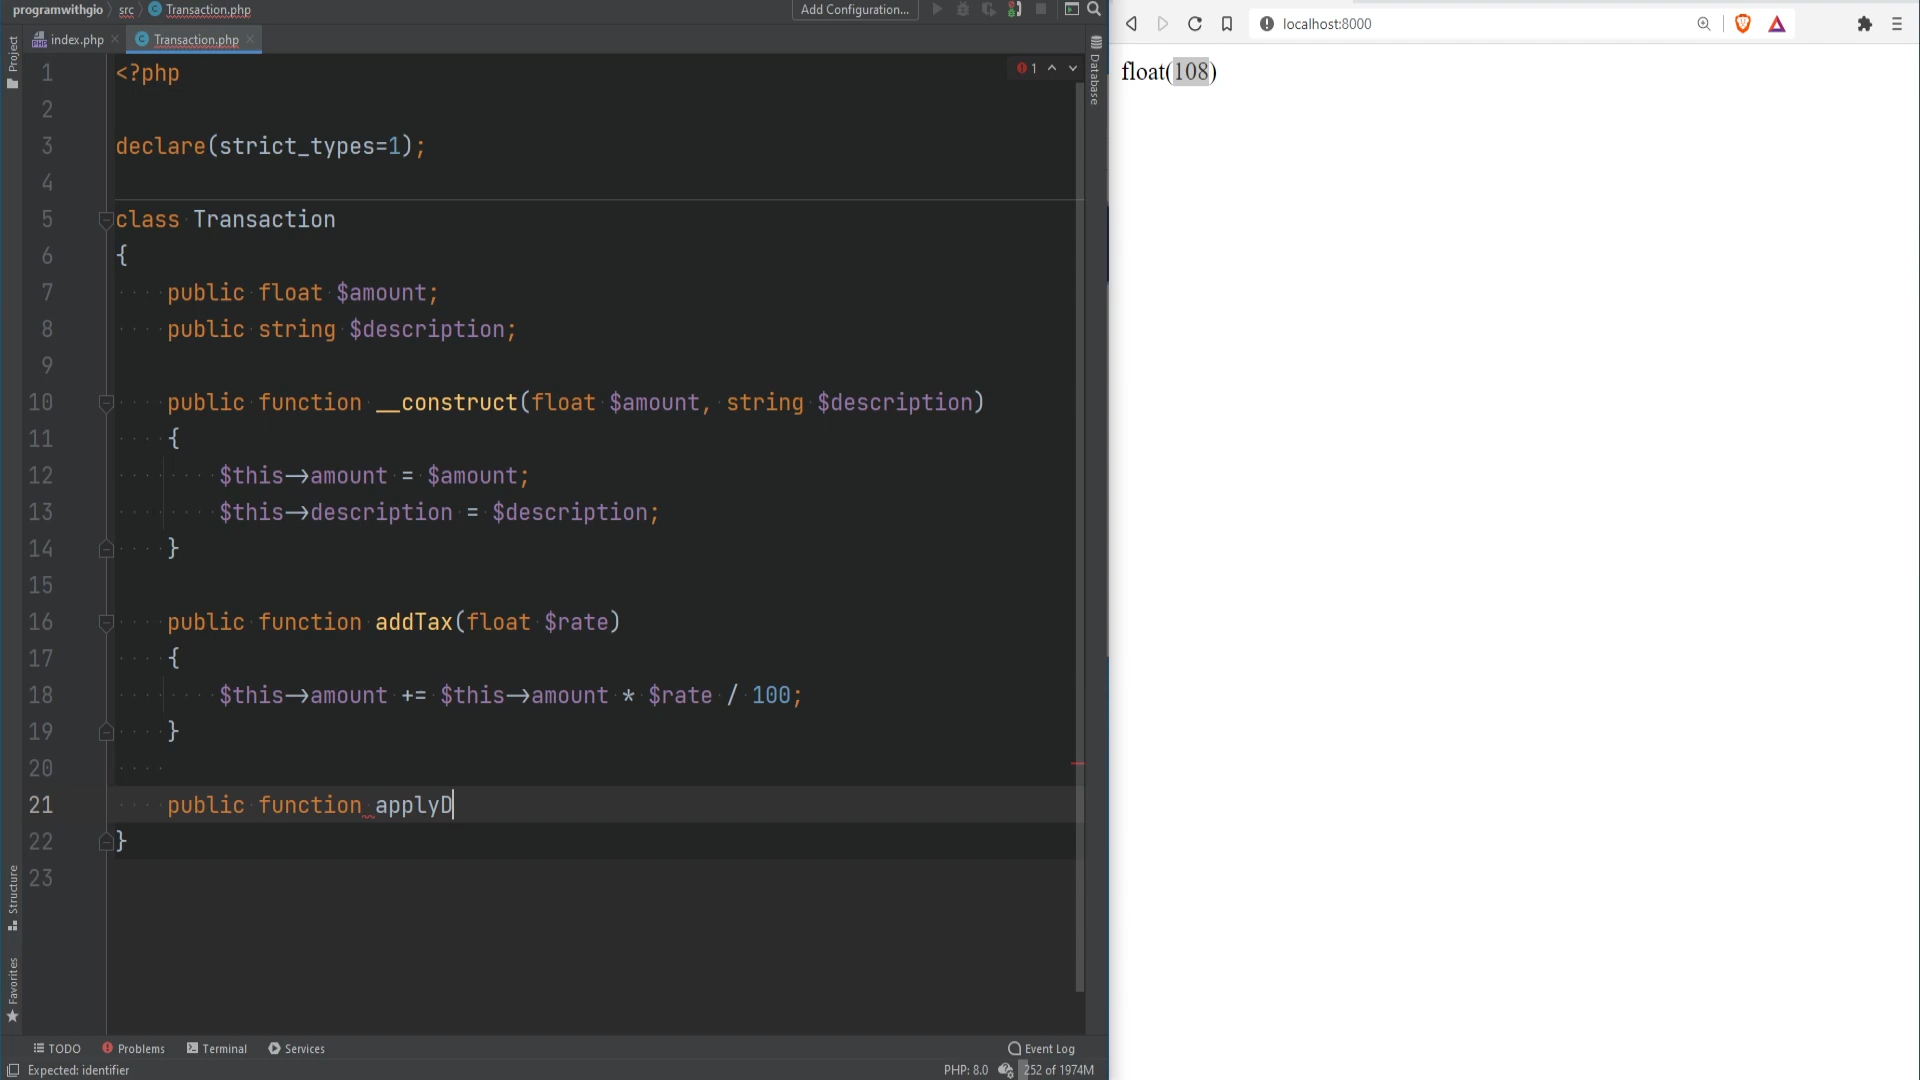 programwithgio src Transaction.php Add Configuration...
index.php Transaction.php
localhost:8000
float(108)
Project
Database
1
1 <?php
2
3 declare(strict_types=1);
4
5 class Transaction
6 {
7 public float $amount;
8 public string $description;
9
10 public function __construct(float $amount, string $description)
11 {
12 $this->amount = $amount;
13 $this->description = $description;
14 }
15
16 public function addTax(float $rate)
17 {
18 $this->amount += $this->amount * $rate / 100;
19 }
20
21 public function applyD
22 }
23
Structure
Favorites
TODO Problems Terminal Services Event Log
Expected: identifier PHP: 8.0 252 of 1974M